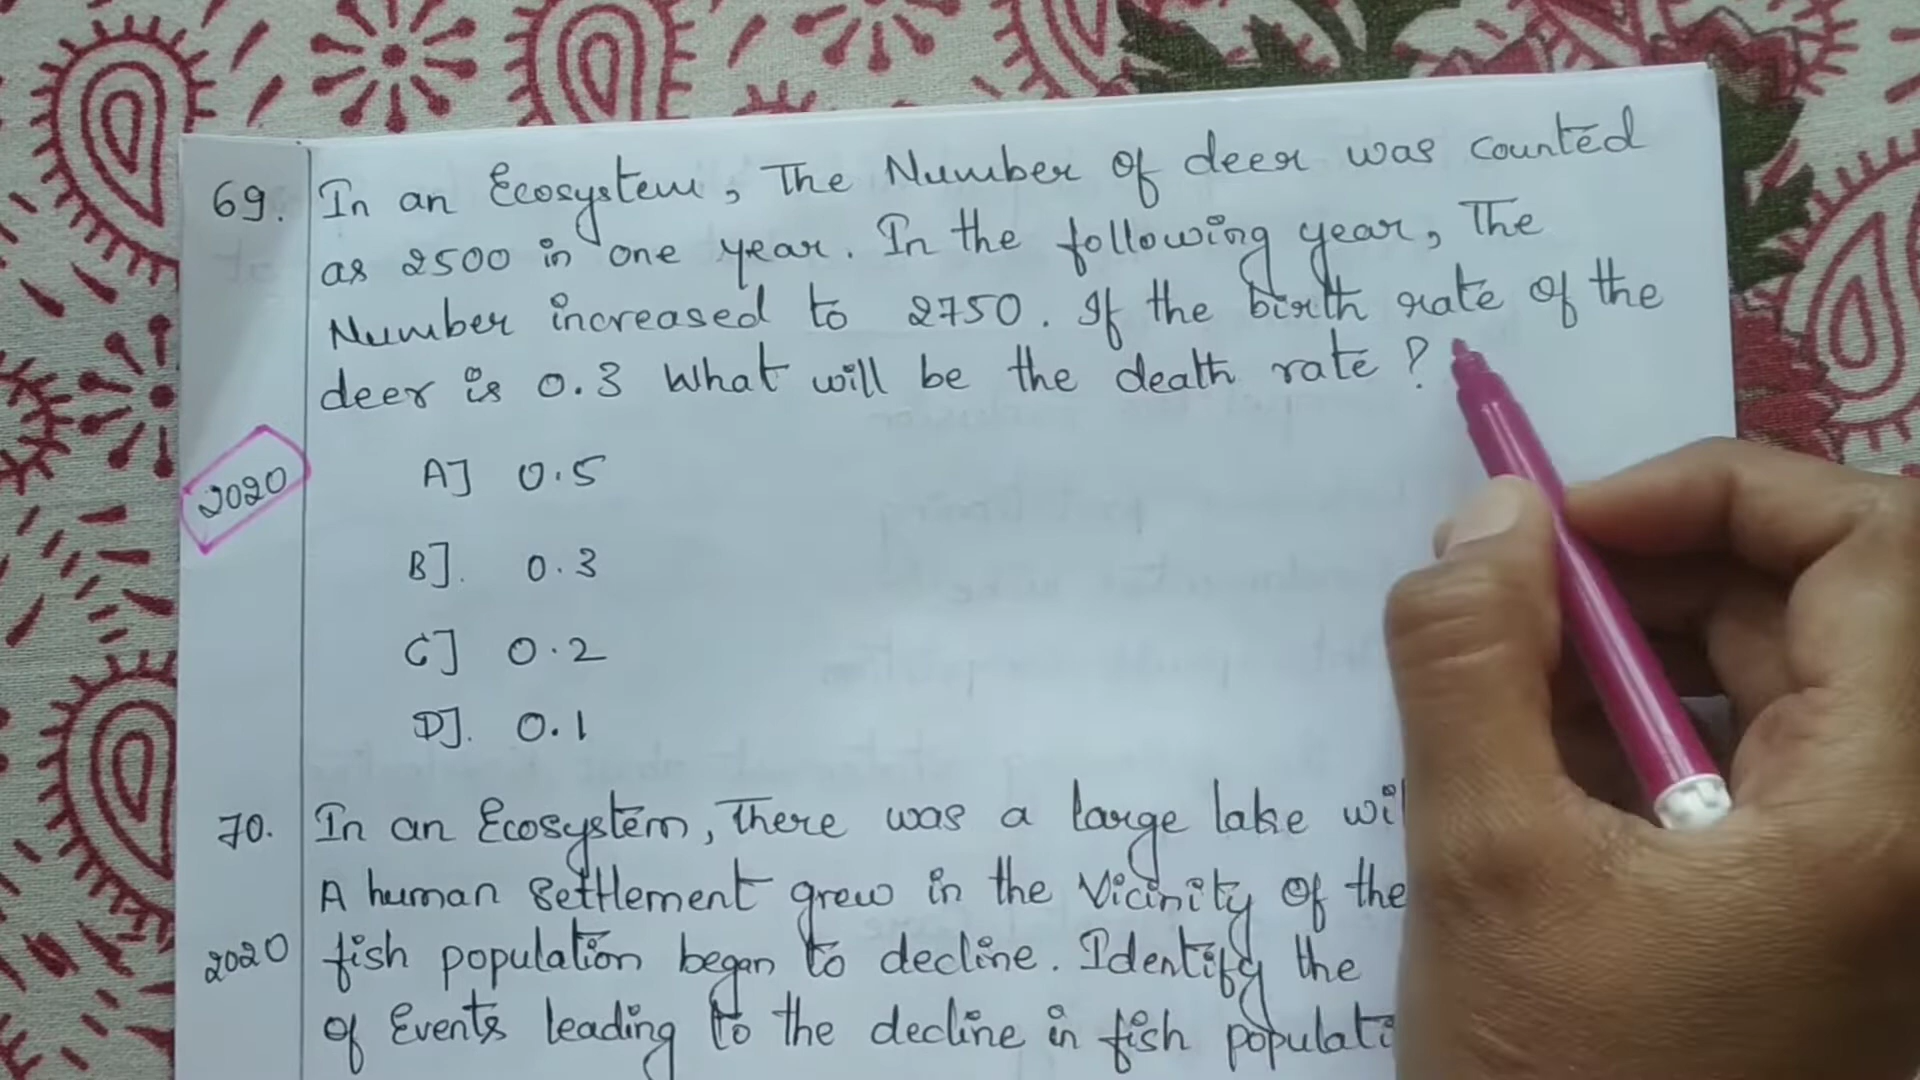 69. In an Ecosystem, The Number of deer was counted
as 2500 in one year. In the following year, The
Number increased to 2750. If the birth rate of the
deer is 0.3 What will be the death rate ?
2020
A] 0.5
B]. 0.3
C] 0.2
D]. 0.1
70. In an Ecosystem, There was a large lake
A human Settlement grew in the Vicinity of the
2020 fish population began to decline. Identify the
of Events leading to the decline in fish